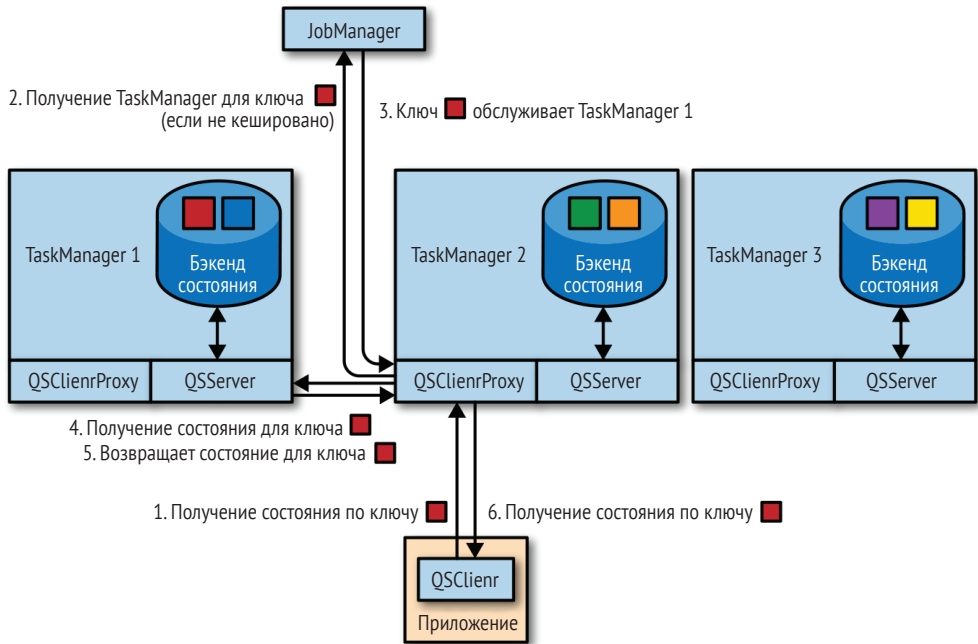 JobManager
2. Получение TaskManager для ключа
(если не кешировано)
3. Ключ обслуживает TaskManager 1
TaskManager 1
Бэкенд
состояния
QSClienrProxy
QSServer
TaskManager 2
Бэкенд
состояния
QSClienrProxy
QSServer
TaskManager 3
Бэкенд
состояния
QSClienrProxy
QSServer
4. Получение состояния для ключа
5. Возвращает состояние для ключа
1. Получение состояния по ключу
6. Получение состояния по ключу
QSClienr
Приложение